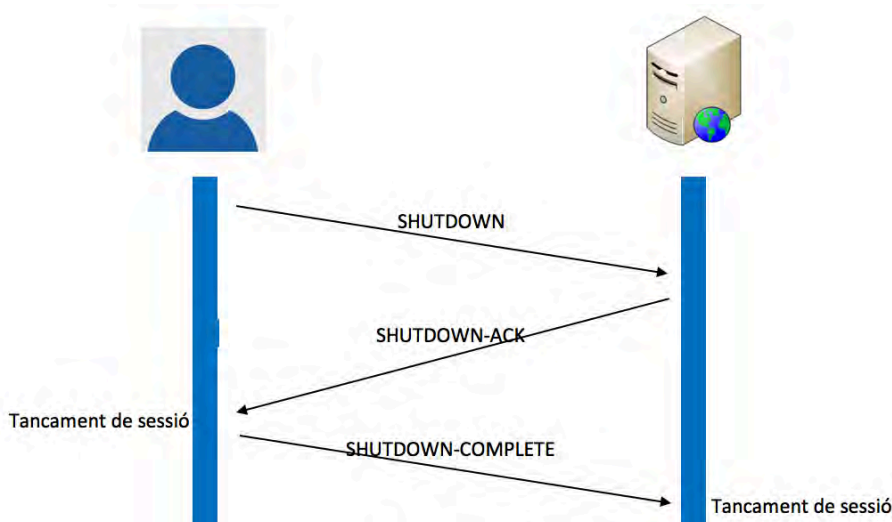 SHUTDOWN
SHUTDOWN-ACK
Tancament de sessió
SHUTDOWN-COMPLETE
Tancament de sessió